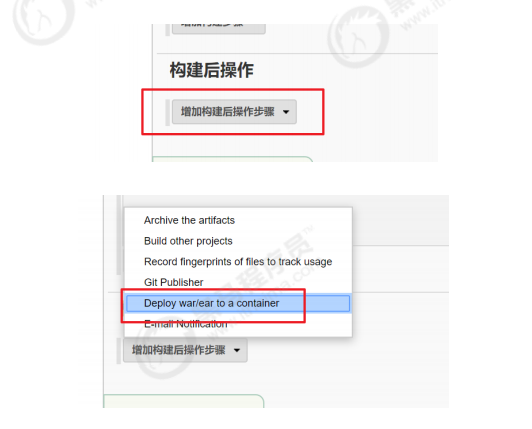 构建后操作
增加构建后操作步骤
Archive the artifacts
Build other projects
Record fingerprints of files to track usage
Git Publisher
Deploy war/ear to a container
E-mail Notification
增加构建后操作步骤